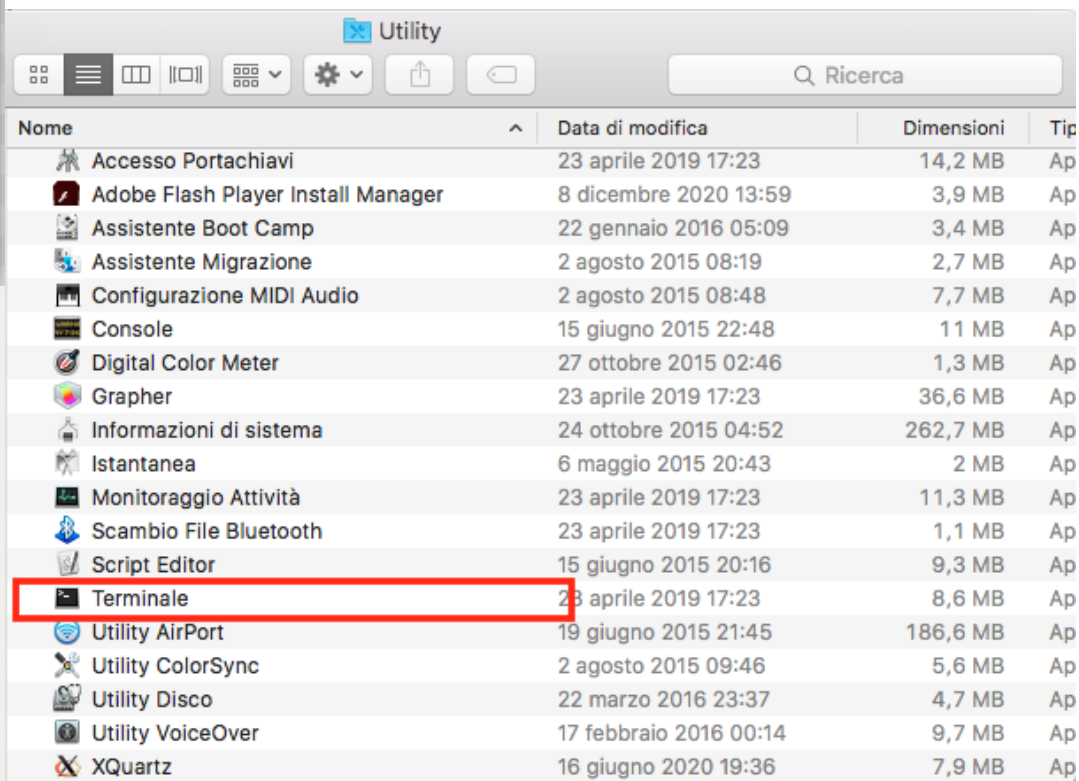 Utility
Ricerca
Nome Data di modifica Dimensioni Tip
Accesso Portachiavi 23 aprile 2019 17:23 14,2 MB Ap
Adobe Flash Player Install Manager 8 dicembre 2020 13:59 3,9 MB Ap
Assistente Boot Camp 22 gennaio 2016 05:09 3,4 MB Ap
Assistente Migrazione 2 agosto 2015 08:19 2,7 MB Ap
Configurazione MIDI Audio 2 agosto 2015 08:48 7,7 MB Ap
Console 15 giugno 2015 22:48 11 MB Ap
Digital Color Meter 27 ottobre 2015 02:46 1,3 MB Ap
Grapher 23 aprile 2019 17:23 36,6 MB Ap
Informazioni di sistema 24 ottobre 2015 04:52 262,7 MB Ap
Istantanea 6 maggio 2015 20:43 2 MB Ap
Monitoraggio Attività 23 aprile 2019 17:23 11,3 MB Ap
Scambio File Bluetooth 23 aprile 2019 17:23 1,1 MB Ap
Script Editor 15 giugno 2015 20:16 9,3 MB Ap
Terminale 23 aprile 2019 17:23 8,6 MB Ap
Utility AirPort 19 giugno 2015 21:45 186,6 MB Ap
Utility ColorSync 2 agosto 2015 09:46 5,6 MB Ap
Utility Disco 22 marzo 2016 23:37 4,7 MB Ap
Utility VoiceOver 17 febbraio 2016 00:14 9,7 MB Ap
XQuartz 16 giugno 2020 19:36 7,9 MB Ap